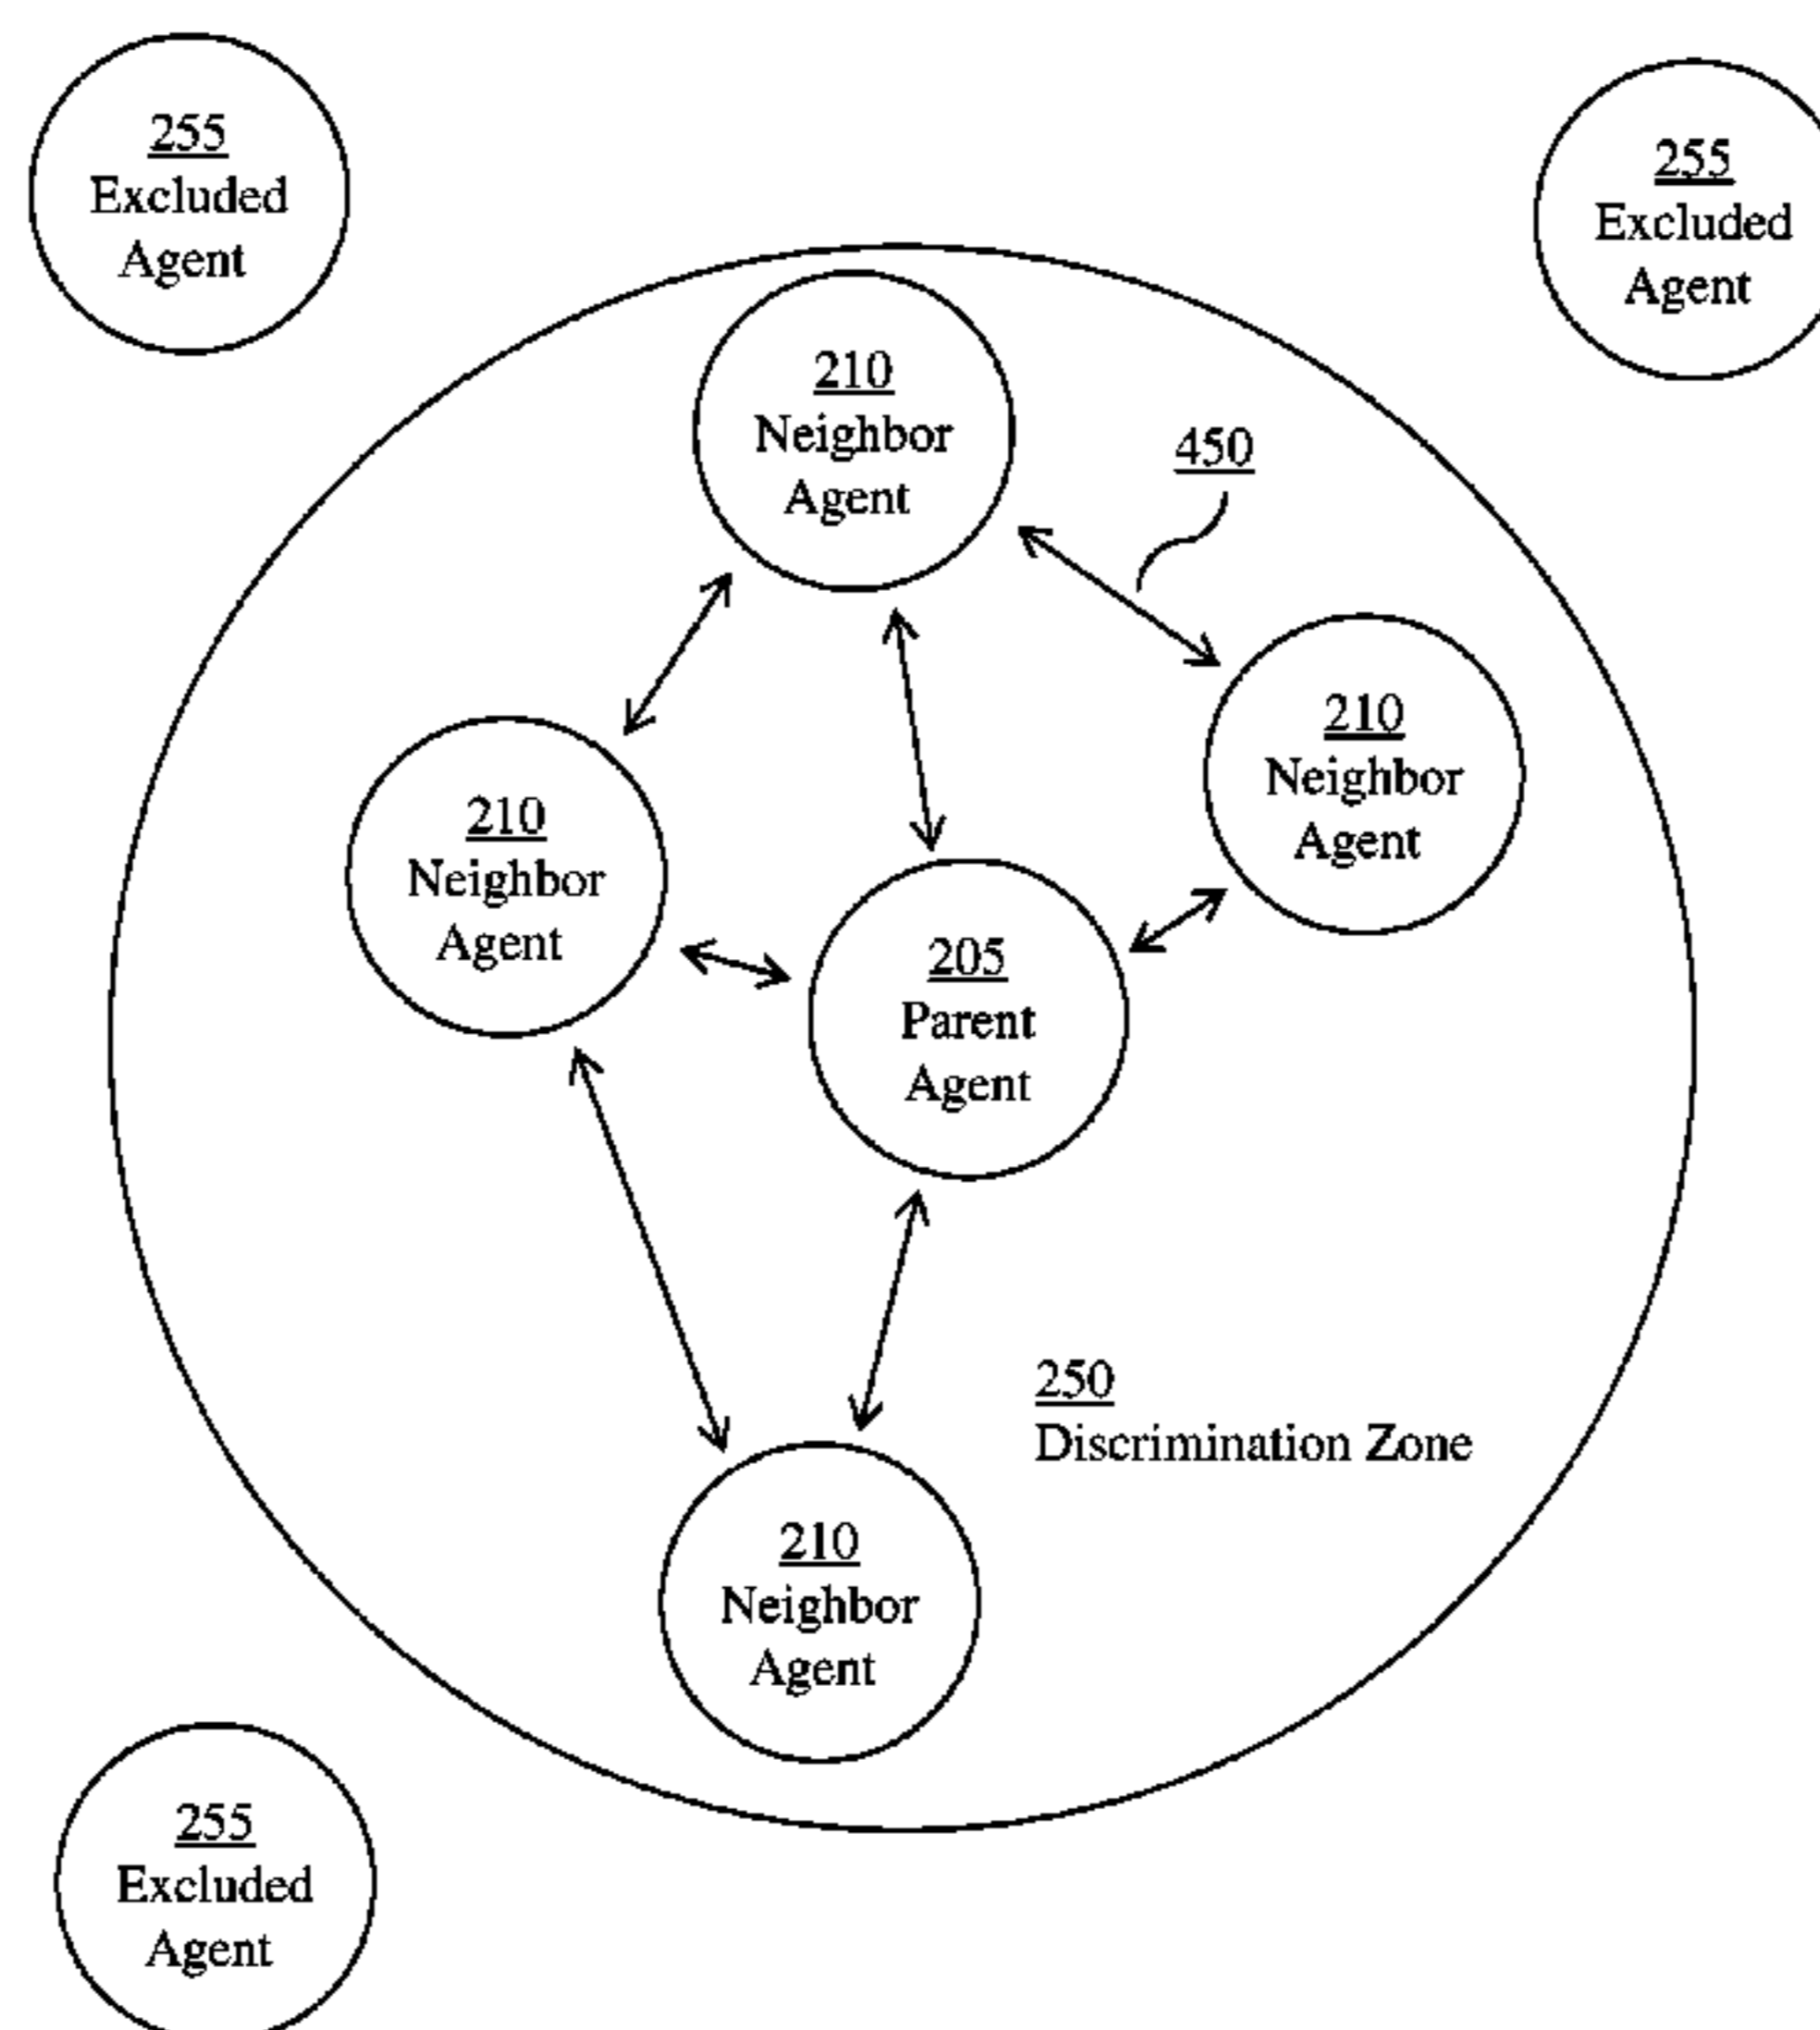 255
Excluded
Agent
255
Excluded
Agent
210
Neighbor
Agent
450
210
Neighbor
Agent
210
Neighbor
Agent
205
Parent
Agent
250
Discrimination Zone
210
Neighbor
Agent
255
Excluded
Agent